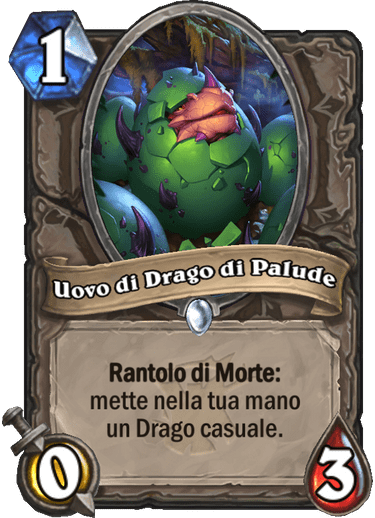 1
Uovo di Drago di Palude
Rantolo di Morte:
mette nella tua mano
un Drago casuale.
0
3